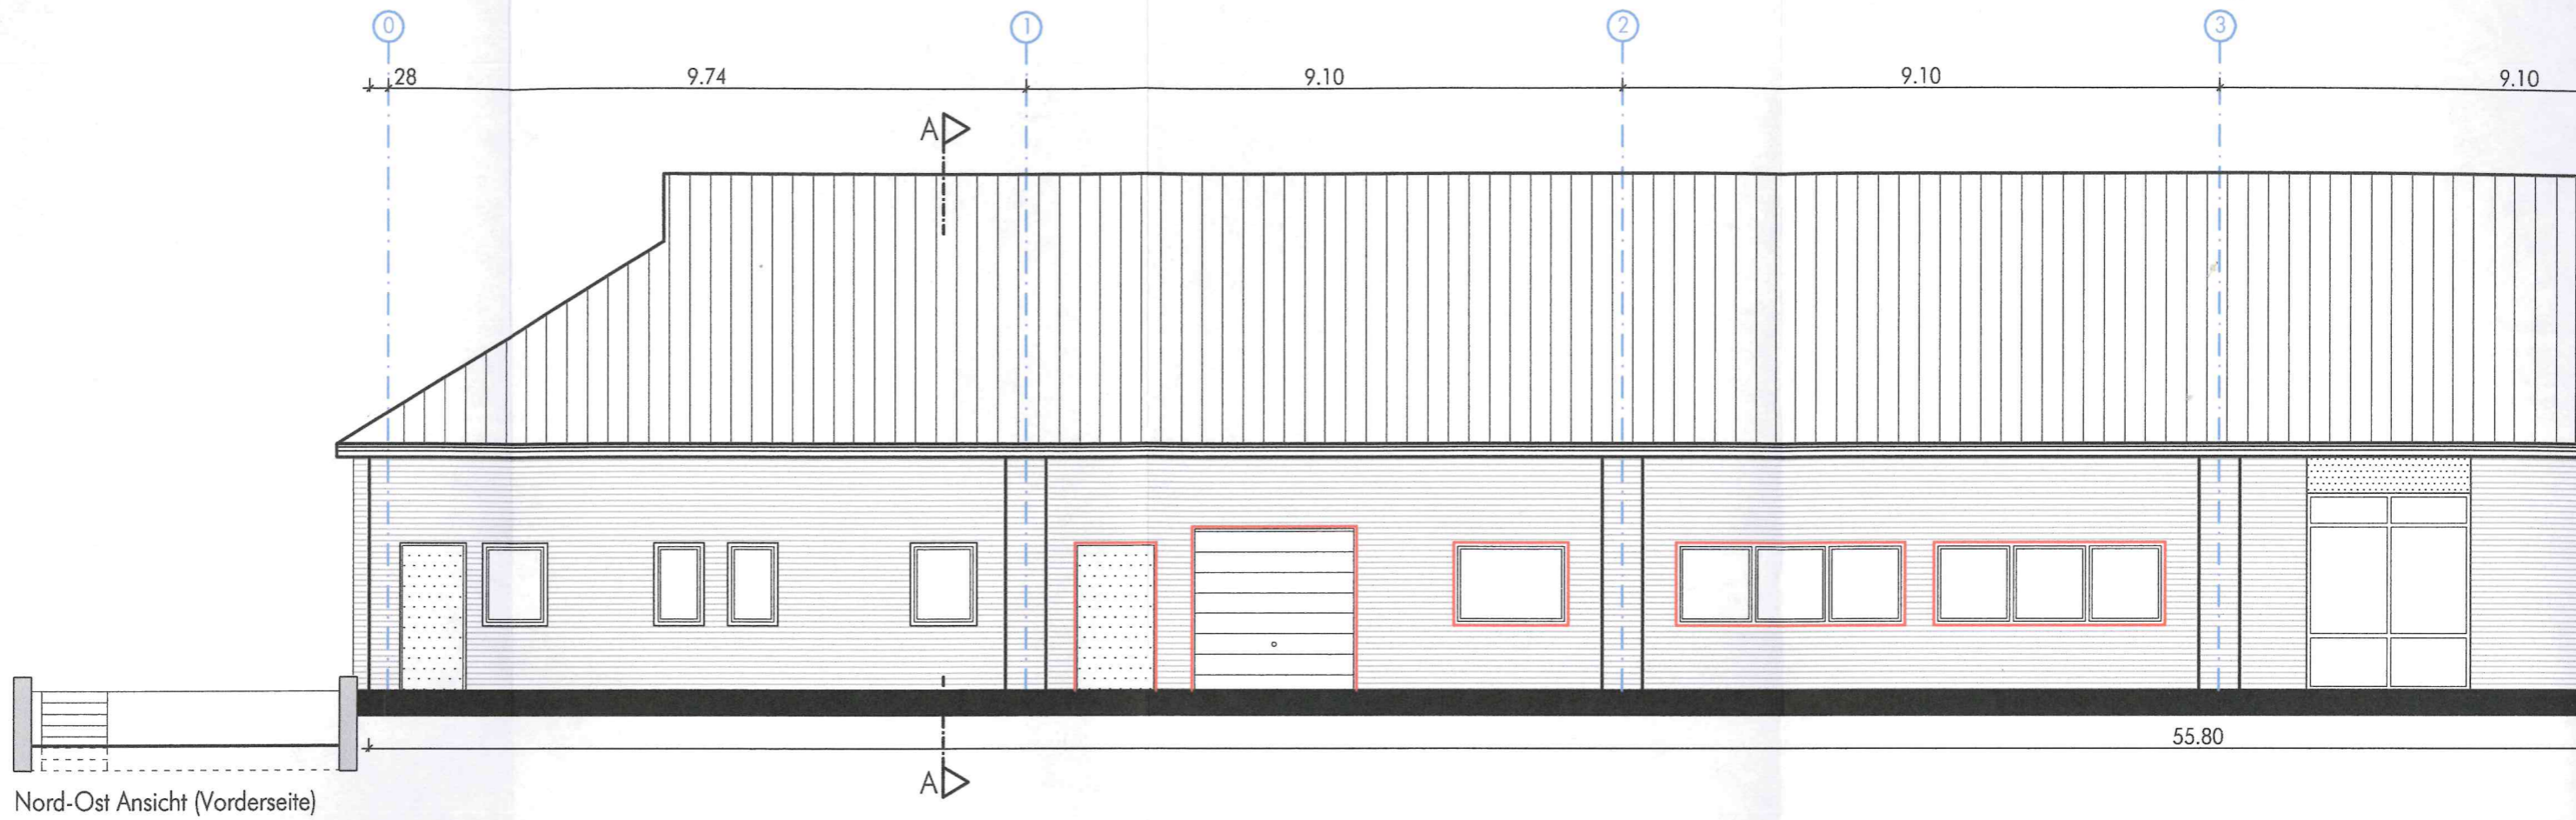 0 1 2 3
28 9.74 9.10 9.10 9.10
A
55.80
A
Nord-Ost Ansicht (Vorderseite)